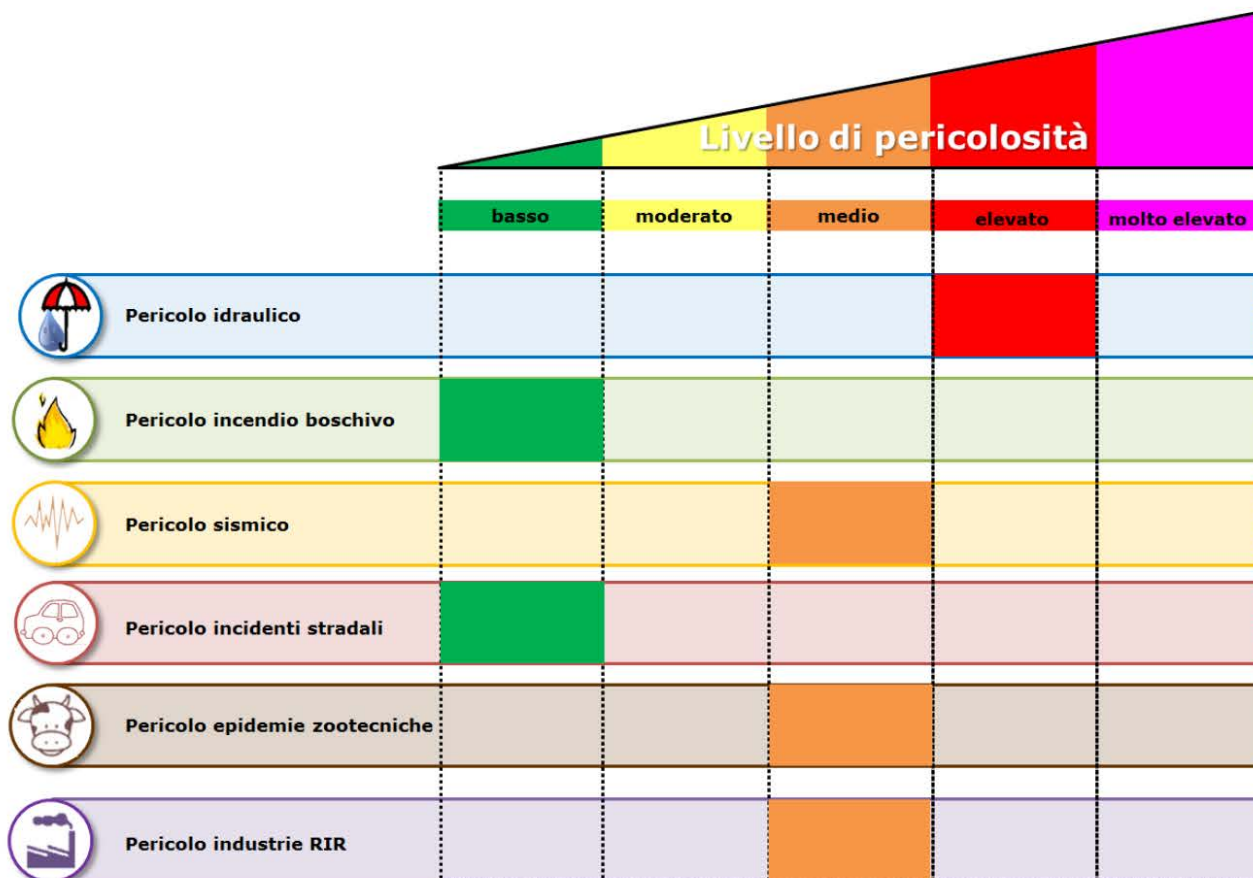 Livello di pericolosità
basso moderato medio elevato molto elevato
Pericolo idraulico
Pericolo incendio boschivo
Pericolo sismico
Pericolo incidenti stradali
Pericolo epidemie zootecniche
Pericolo industrie RIR